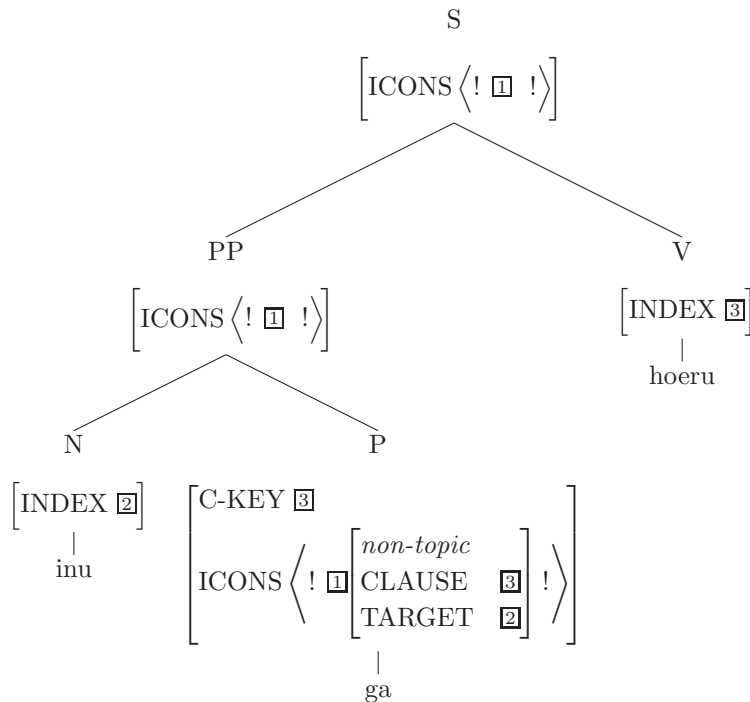 S
[ICONS ⟨! 1 !⟩]
PP V
[ICONS ⟨! 1 !⟩] [INDEX 3]
hoeru
N P
[INDEX 2] C-KEY 3
inu
non-topic
ICONS ⟨! 1 CLAUSE 3 !⟩
TARGET 2
ga